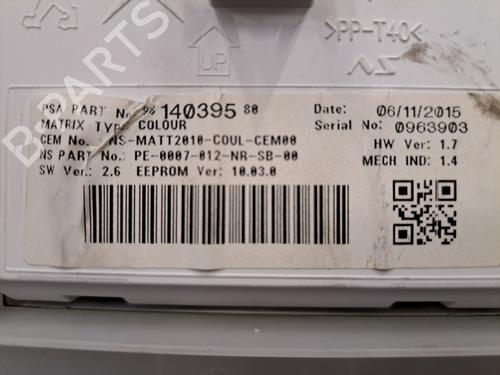 UP
>PP-T40<
PSA PART Nr. 98 140395 80
MATRIX TYPE COLOUR
CEM No. NS-MATT2010-COUL-CEM00
NS PART No.: PE-0007-012-NR-SB-00
SW Ver.: 2.6 EEPROM Ver: 10.03.0
Date: 06/11/2015
Serial No: 0963903
HW Ver: 1.7
MECH IND: 1.4
B-PARTS